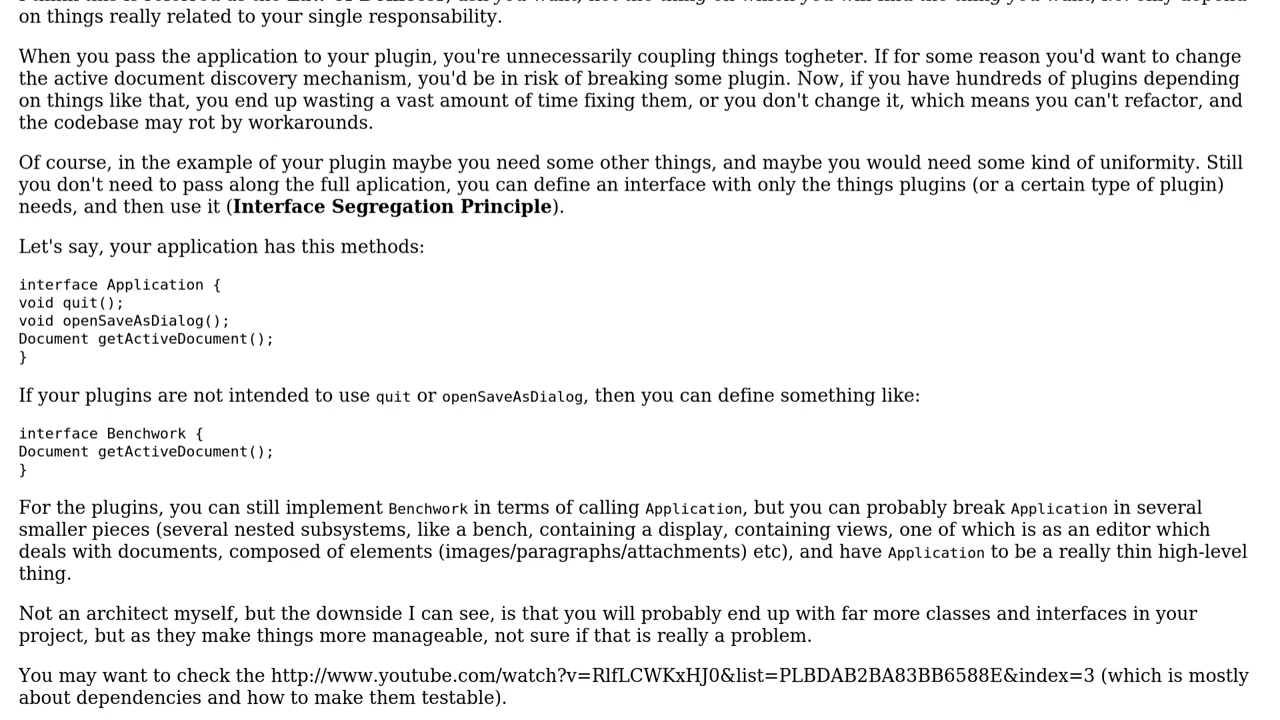 on things really related to your single responsability.
When you pass the application to your plugin, you're unnecessarily coupling things togheter. If for some reason you'd want to change
the active document discovery mechanism, you'd be in risk of breaking some plugin. Now, if you have hundreds of plugins depending
on things like that, you end up wasting a vast amount of time fixing them, or you don't change it, which means you can't refactor, and
the codebase may rot by workarounds.
Of course, in the example of your plugin maybe you need some other things, and maybe you would need some kind of uniformity. Still
you don't need to pass along the full aplication, you can define an interface with only the things plugins (or a certain type of plugin)
needs, and then use it (Interface Segregation Principle).
Let's say, your application has this methods:
interface Application {
void quit();
void openSaveAsDialog();
Document getActiveDocument();
}
If your plugins are not intended to use quit or openSaveAsDialog, then you can define something like:
interface Benchwork {
Document getActiveDocument();
}
For the plugins, you can still implement Benchwork in terms of calling Application, but you can probably break Application in several
smaller pieces (several nested subsystems, like a bench, containing a display, containing views, one of which is as an editor which
deals with documents, composed of elements (images/paragraphs/attachments) etc), and have Application to be a really thin high-level
thing.
Not an architect myself, but the downside I can see, is that you will probably end up with far more classes and interfaces in your
project, but as they make things more manageable, not sure if that is really a problem.
You may want to check the http://www.youtube.com/watch?v=RlfLCWKxHJ0&list=PLBDAB2BA83BB6588E&index=3 (which is mostly
about dependencies and how to make them testable).